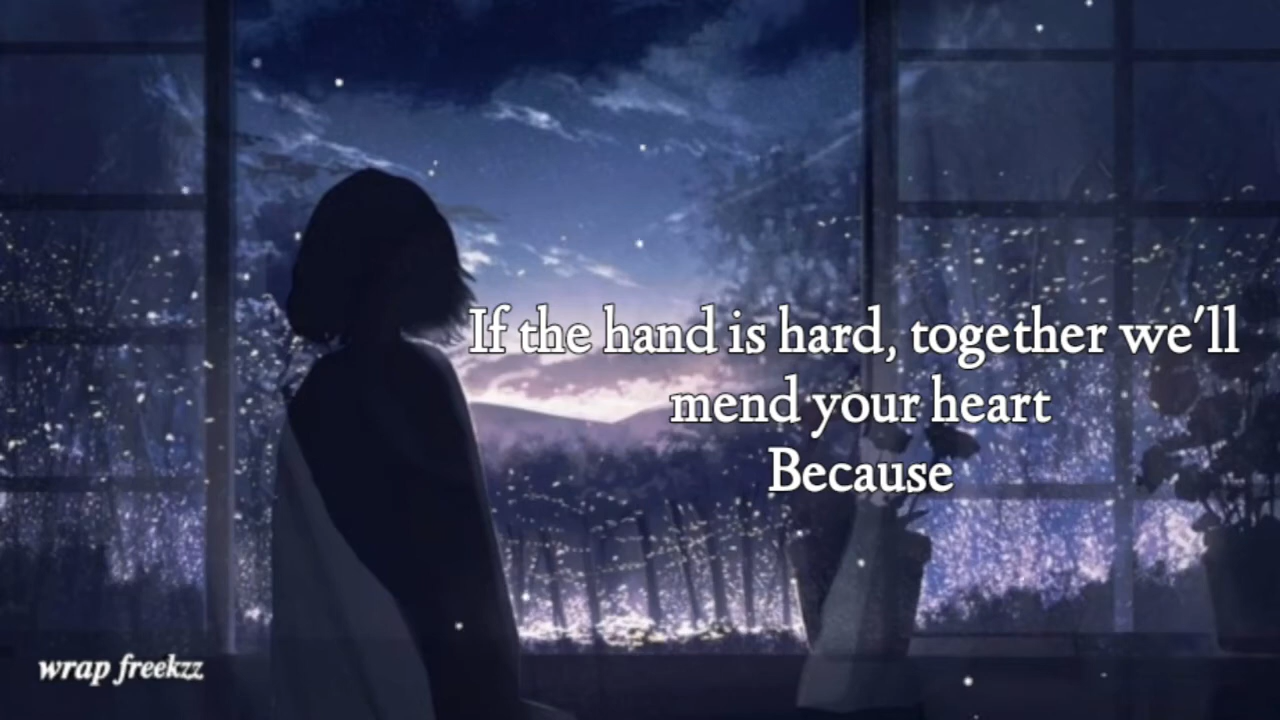 If the hand is hard, together we'll
mend your heart
Because
wrap freekzz